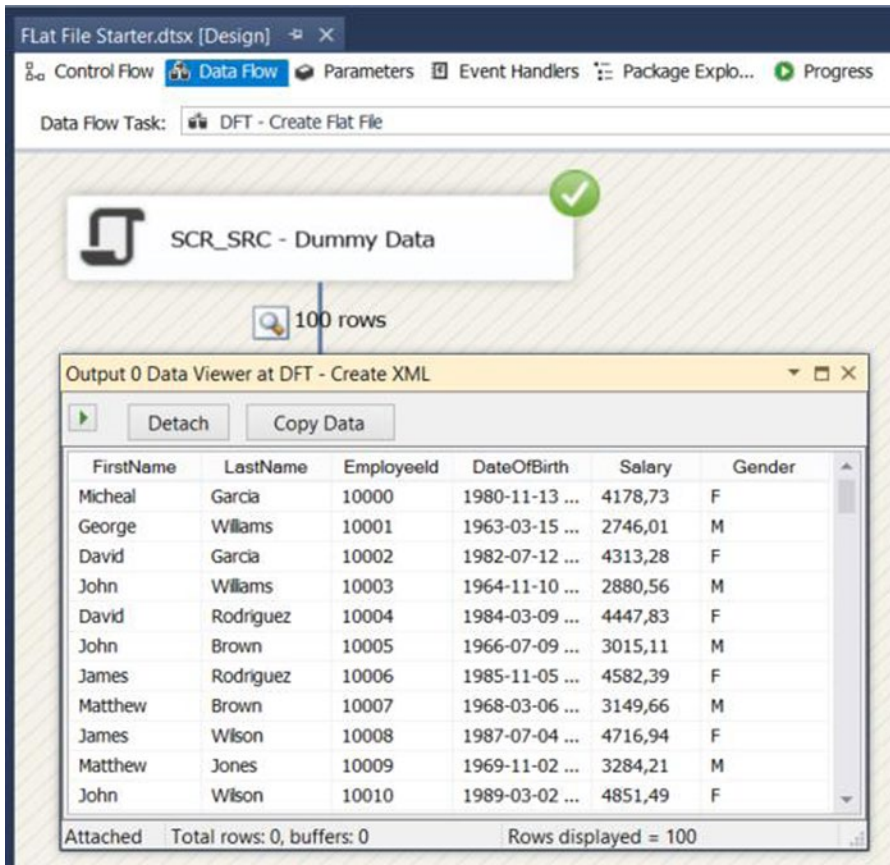 FLat File Starter.dtsx [Design]
Control Flow Data Flow Parameters Event Handlers Package Explo... Progress
Data Flow Task: DFT - Create Flat File
SCR_SRC - Dummy Data
100 rows
Output 0 Data Viewer at DFT - Create XML
Detach Copy Data
FirstName LastName EmployeeId DateOfBirth Salary Gender
Micheal Garcia 10000 1980-11-13 ... 4178,73 F
George Williams 10001 1963-03-15 ... 2746,01 M
David Garcia 10002 1982-07-12 ... 4313,28 F
John Williams 10003 1964-11-10 ... 2880,56 M
David Rodriguez 10004 1984-03-09 ... 4447,83 F
John Brown 10005 1966-07-09 ... 3015,11 M
James Rodriguez 10006 1985-11-05 ... 4582,39 F
Matthew Brown 10007 1968-03-06 ... 3149,66 M
James Wilson 10008 1987-07-04 ... 4716,94 F
Matthew Jones 10009 1969-11-02 ... 3284,21 M
John Wilson 10010 1989-03-02 ... 4851,49 F
Attached Total rows: 0, buffers: 0 Rows displayed = 100